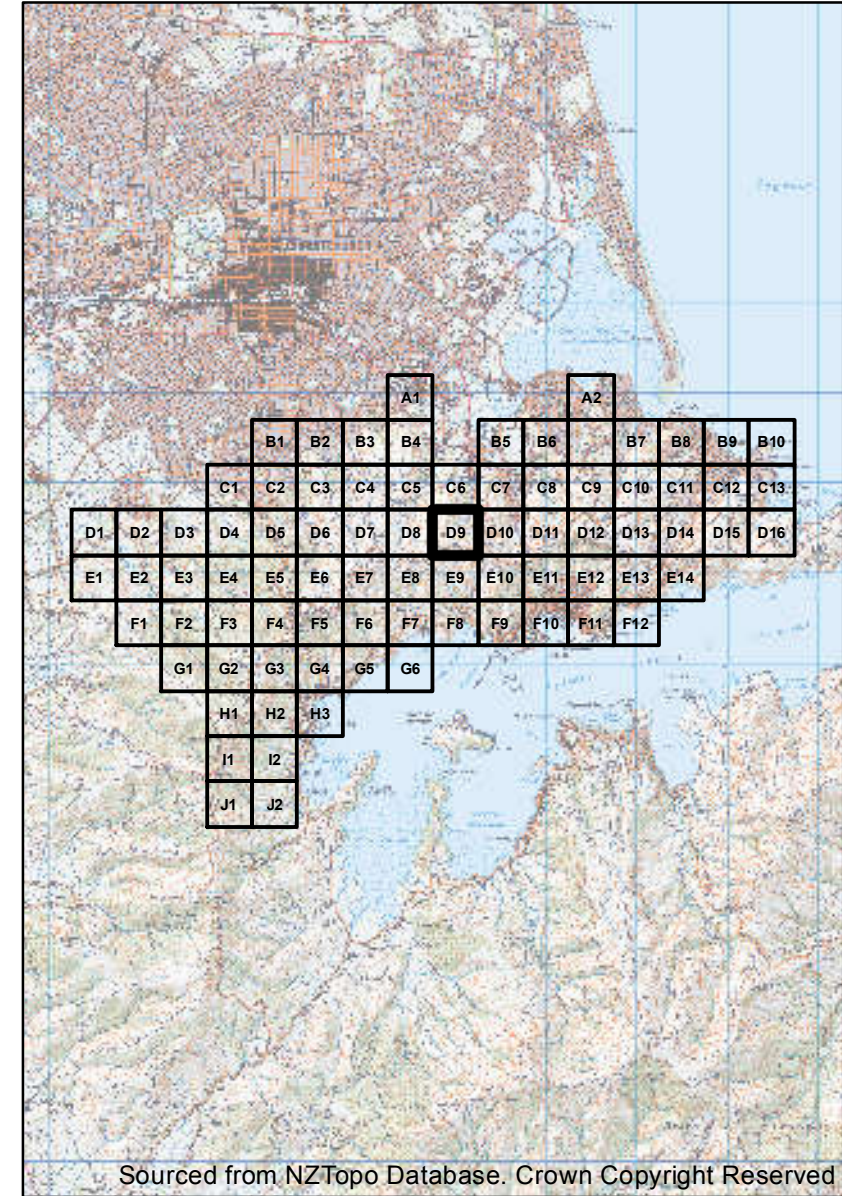 A1 A2
B1 B2 B3 B4 B5 B6 B7 B8 B9 B10
C1 C2 C3 C4 C5 C6 C7 C8 C9 C10 C11 C12 C13
D1 D2 D3 D4 D5 D6 D7 D8 D9 D10 D11 D12 D13 D14 D15 D16
E1 E2 E3 E4 E5 E6 E7 E8 E9 E10 E11 E12 E13 E14
F1 F2 F3 F4 F5 F6 F7 F8 F9 F10 F11 F12
G1 G2 G3 G4 G5 G6
H1 H2 H3
I1 I2
J1 J2
Sourced from NZTopo Database. Crown Copyright Reserved